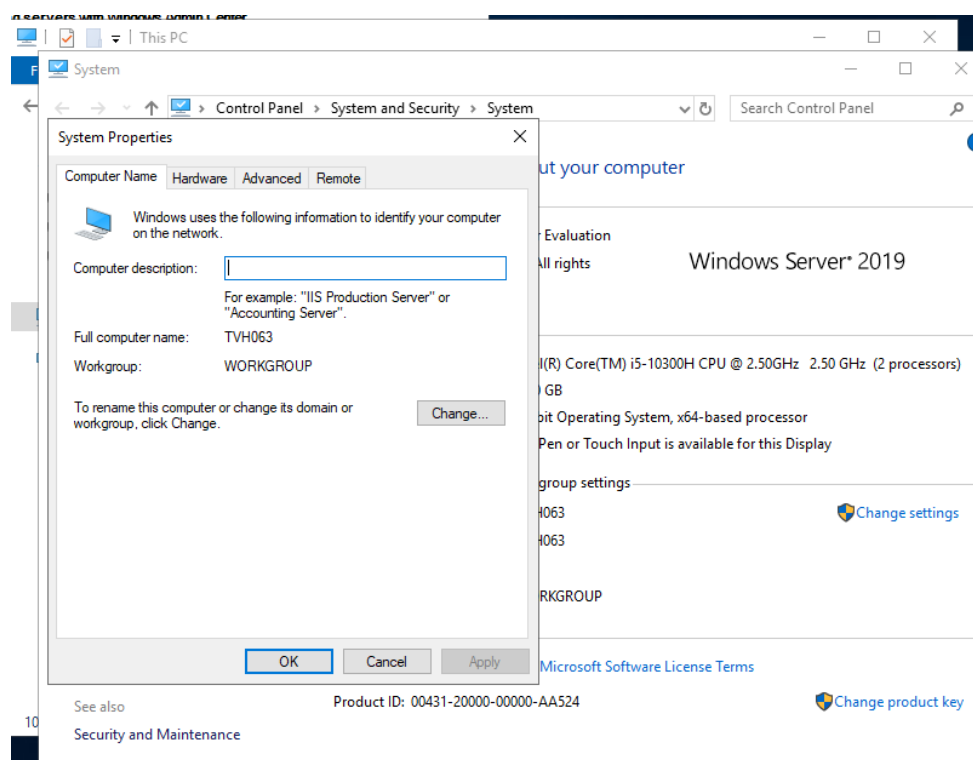 d servers with Windows Admin Center
This PC
F
System
Control Panel > System and Security > System
Search Control Panel
System Properties
Computer Name Hardware Advanced Remote
Windows uses the following information to identify your computer
on the network.
Computer description:
For example: "IIS Production Server" or
"Accounting Server".
Full computer name: TVH063
Workgroup: WORKGROUP
To rename this computer or change its domain or
workgroup, click Change.
Change...
OK Cancel Apply
ut your computer
r Evaluation
All rights
Windows Server® 2019
l(R) Core(TM) i5-10300H CPU @ 2.50GHz 2.50 GHz (2 processors)
GB
bit Operating System, x64-based processor
Pen or Touch Input is available for this Display
group settings
H063
Change settings
H063
RKGROUP
Microsoft Software License Terms
See also
Product ID: 00431-20000-00000-AA524
Change product key
10
Security and Maintenance